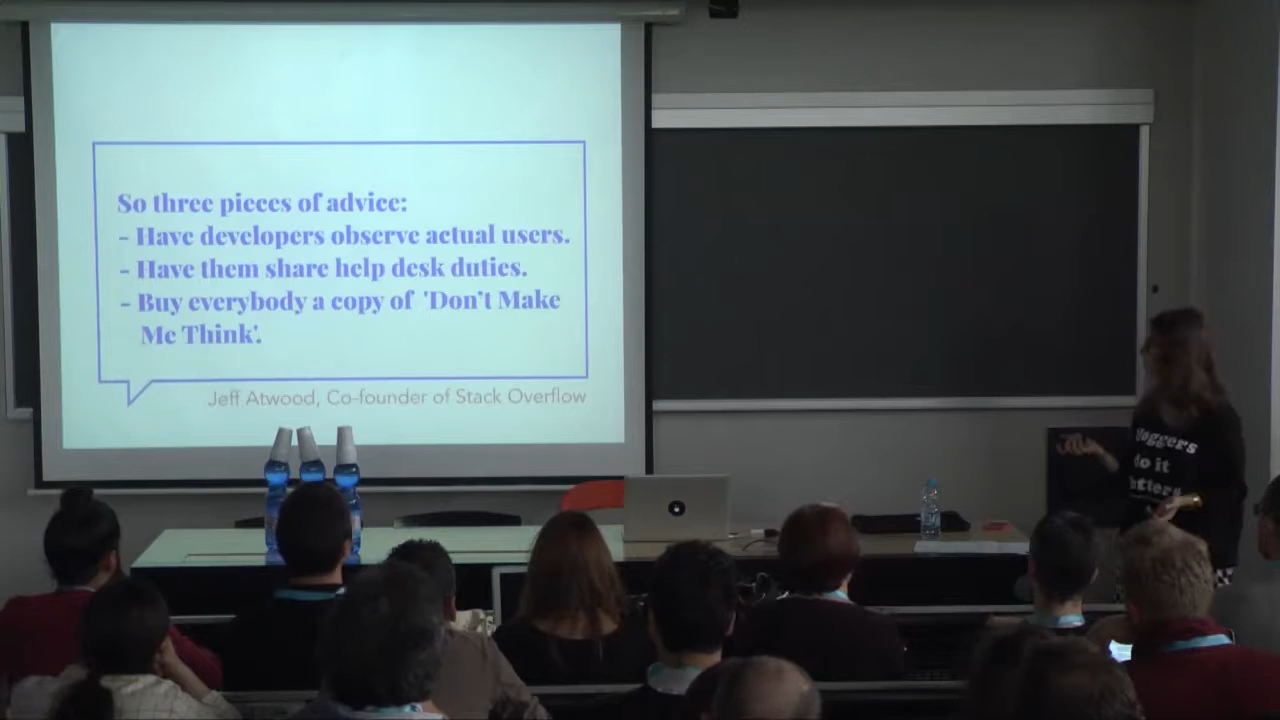 So three pieces of advice:
- Have developers observe actual users.
- Have them share help desk duties.
- Buy everybody a copy of 'Don't Make
Me Think'.
Jeff Atwood, Co-founder of Stack Overflow
do it